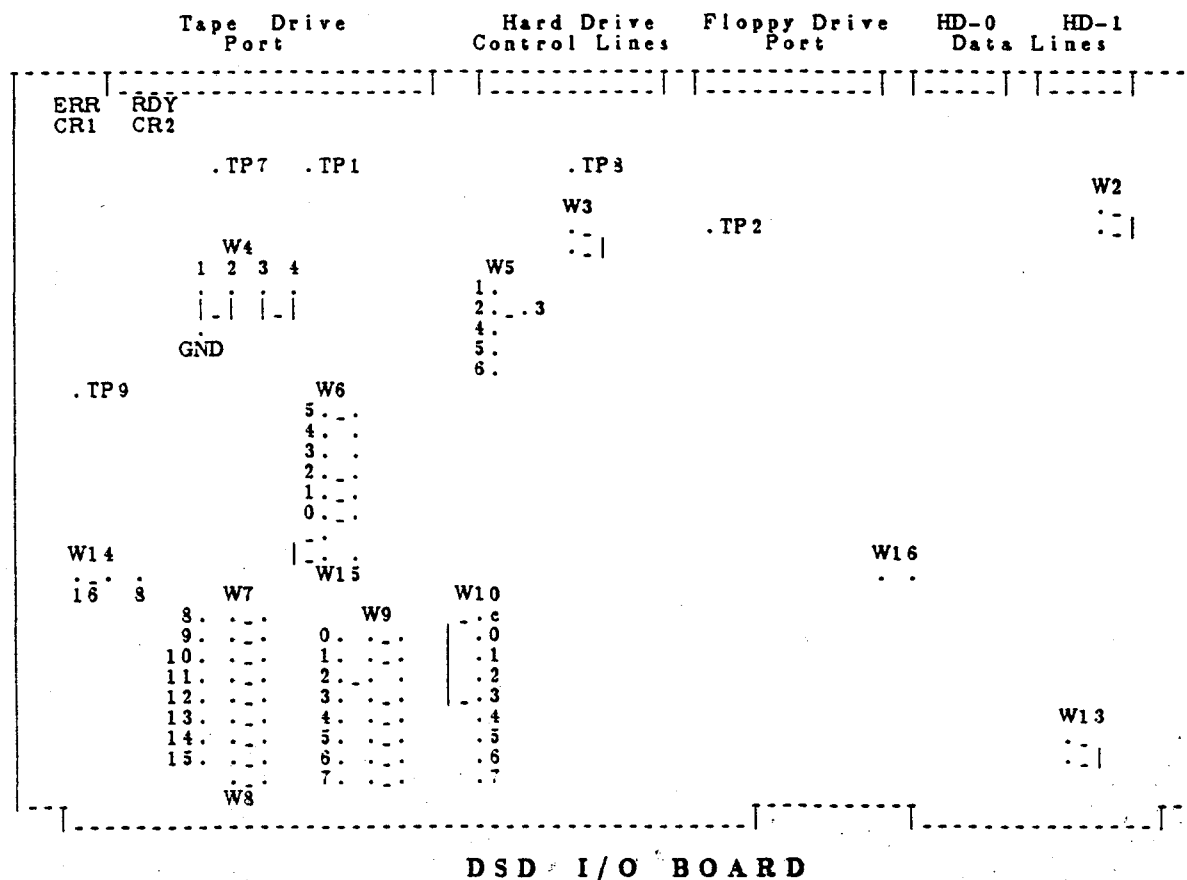 Tape Drive Port Hard Drive Control Lines Floppy Drive Port HD-0 HD-1 Data Lines
ERR RDY
CR1 CR2
.TP7 .TP1 .TP8
W2
W3
.TP2
W4
1 2 3 4 W5
1.
2._.3
4.
GND 5.
6.
.TP9 W6
5._.
4. .
3. .
2._.
1._.
0._.
W14 W16
W15
16 8 W7 W10
8. ._. W9 _.e
9. ._. 0. ._. .0
10. ._. 1. ._. .1
11. ._. 2._. . .2
12. ._. 3. ._. _.3
13. ._. 4. ._. .4 W13
14. ._. 5. ._. .5
15. ._. 6. ._. .6
._. 7. ._. .7
W8
DSD I/O BOARD